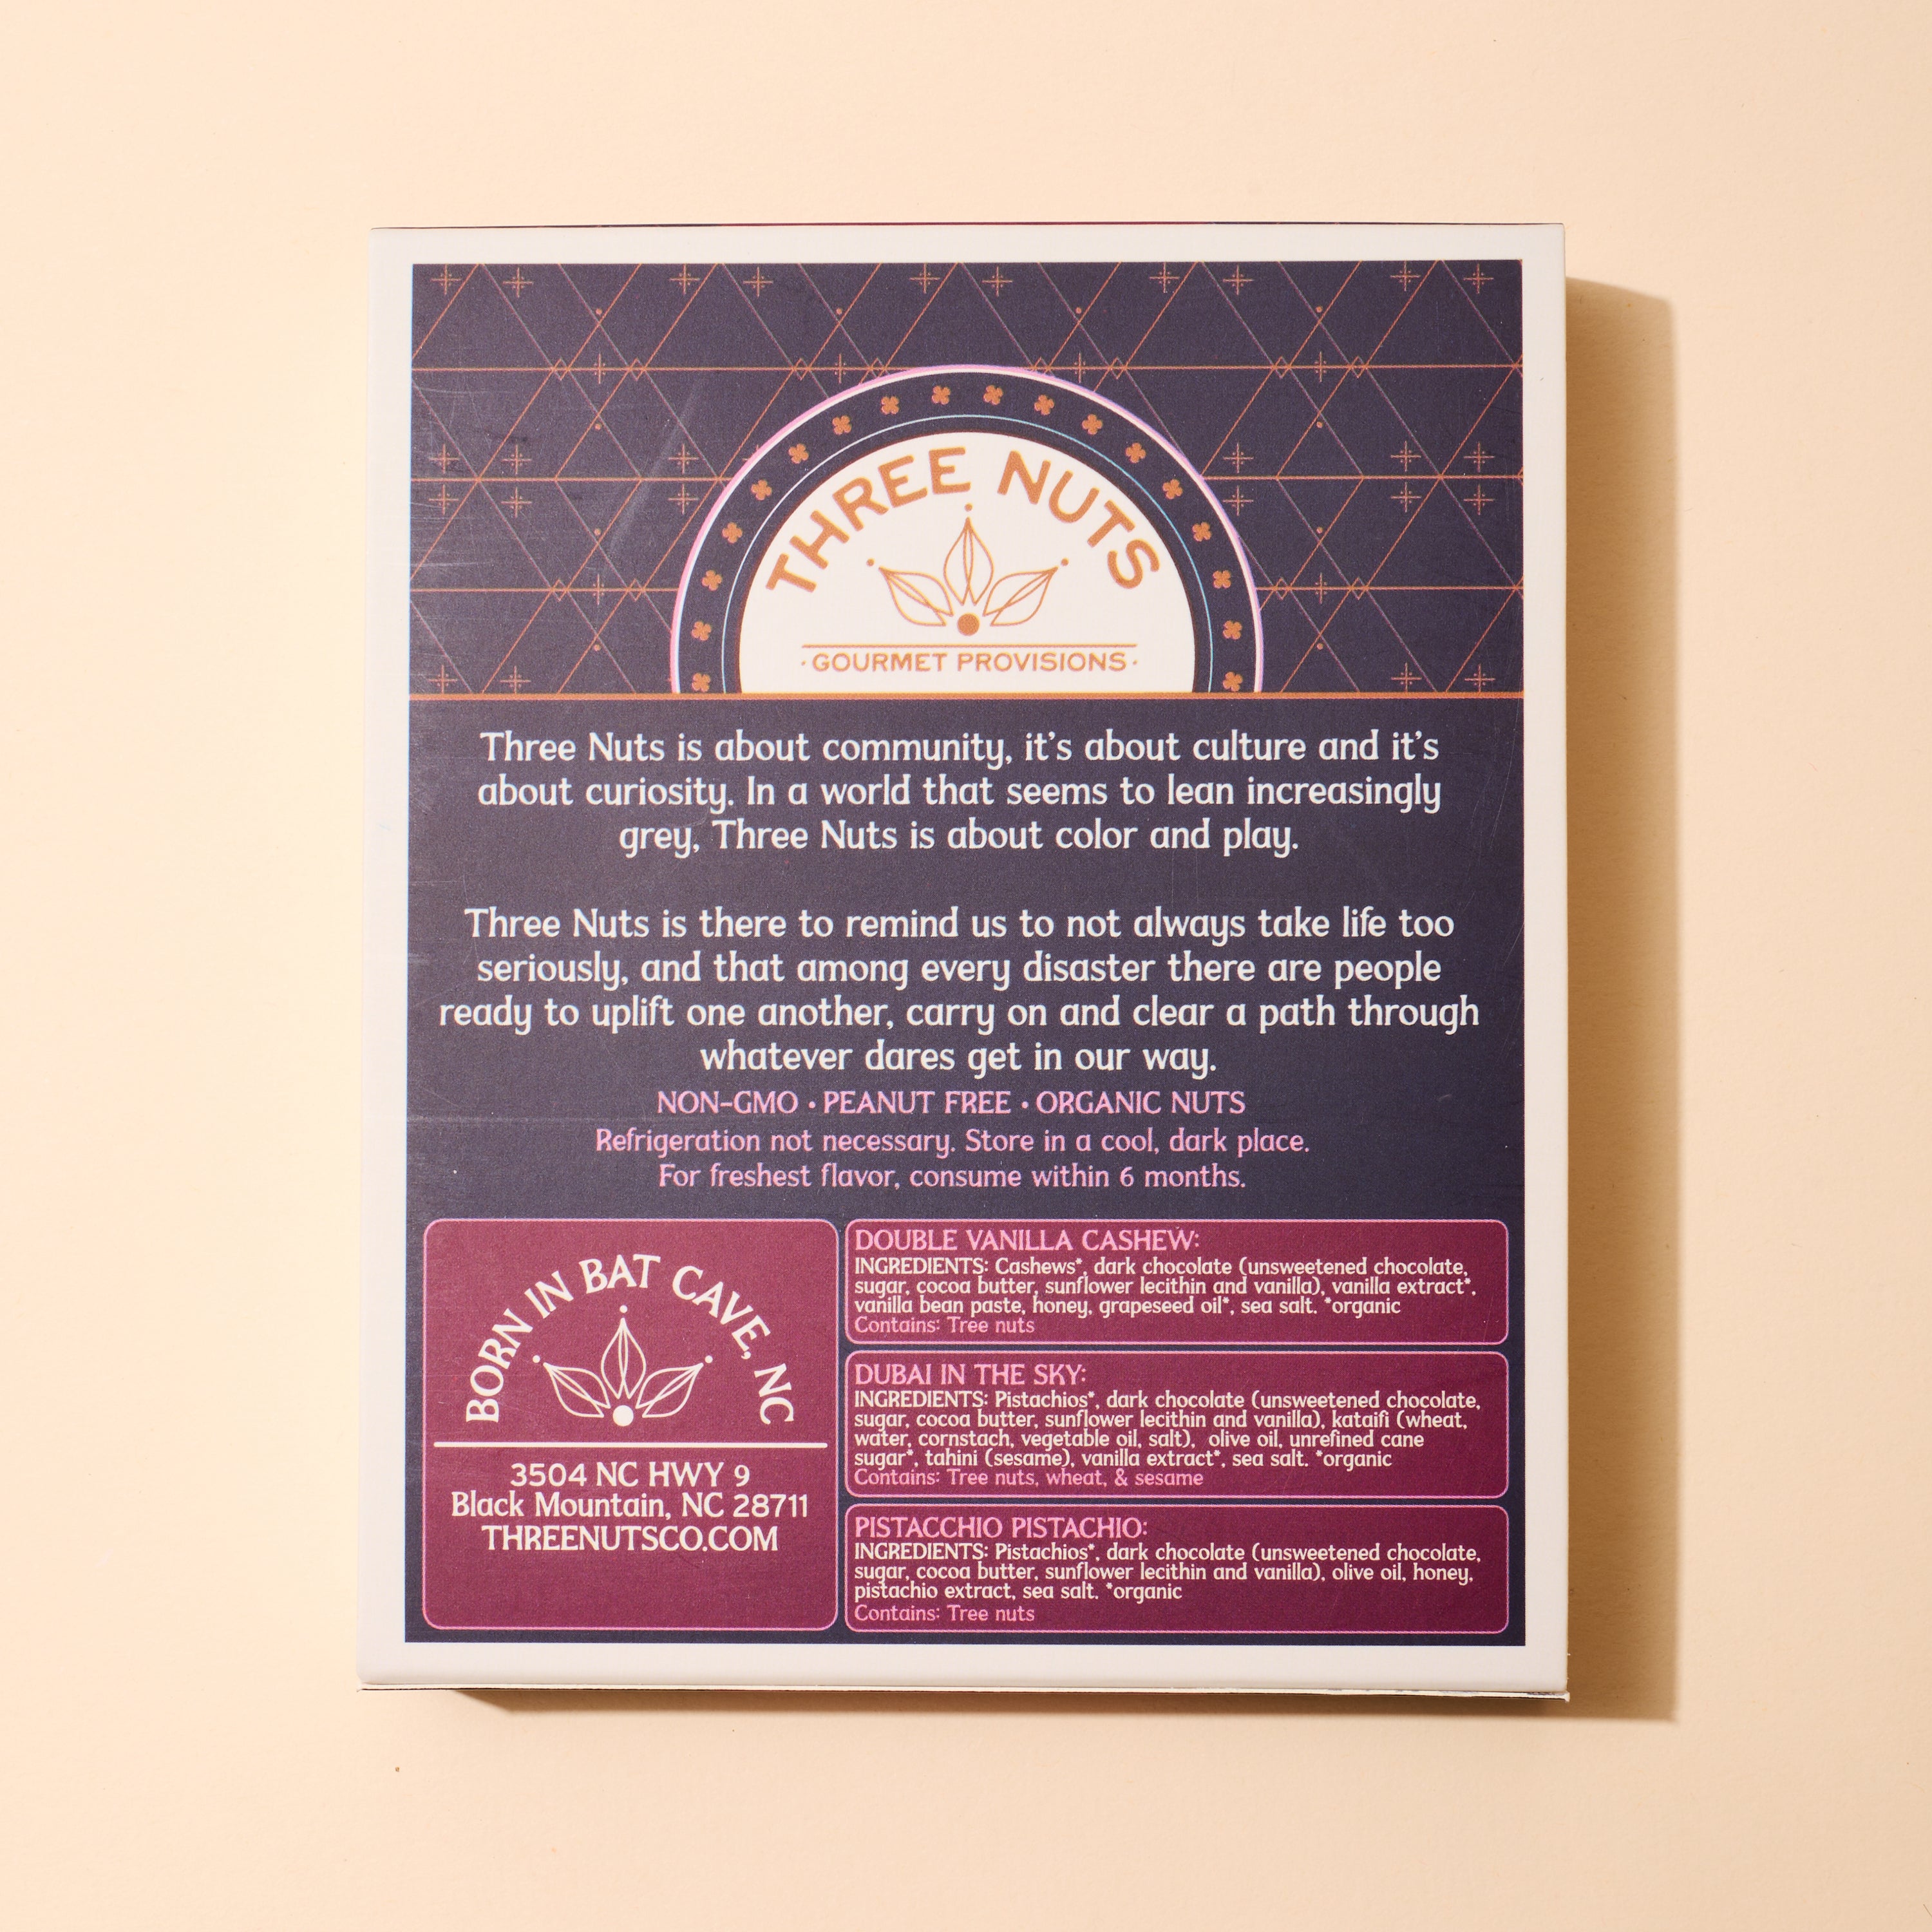 THREE NUTS
·GOURMET PROVISIONS·
Three Nuts is about community, it's about culture and it's
about curiosity. In a world that seems to lean increasingly
grey, Three Nuts is about color and play.
Three Nuts is there to remind us to not always take life too
seriously, and that among every disaster there are people
ready to uplift one another, carry on and clear a path through
whatever dares get in our way.
NON-GMO • PEANUT FREE • ORGANIC NUTS
Refrigeration not necessary. Store in a cool, dark place.
For freshest flavor, consume within 6 months.
BORN IN BAT CAVE, NC
3504 NC HWY 9
Black Mountain, NC 28711
THREENUTSCO.COM
DOUBLE VANILLA CASHEW:
INGREDIENTS: Cashews*, dark chocolate (unsweetened chocolate,
sugar, cocoa butter, sunflower lecithin and vanilla), vanilla extract*,
vanilla bean paste, honey, grapeseed oil*, sea salt. *organic
Contains: Tree nuts
DUBAI IN THE SKY:
INGREDIENTS: Pistachios*, dark chocolate (unsweetened chocolate,
sugar, cocoa butter, sunflower lecithin and vanilla), kataifi (wheat,
water, cornstach, vegetable oil, salt), olive oil, unrefined cane
sugar*, tahini (sesame), vanilla extract*, sea salt. *organic
Contains: Tree nuts, wheat, & sesame
PISTACCHIO PISTACHIO:
INGREDIENTS: Pistachios*, dark chocolate (unsweetened chocolate,
sugar, cocoa butter, sunflower lecithin and vanilla), olive oil, honey,
pistachio extract, sea salt. *organic
Contains: Tree nuts